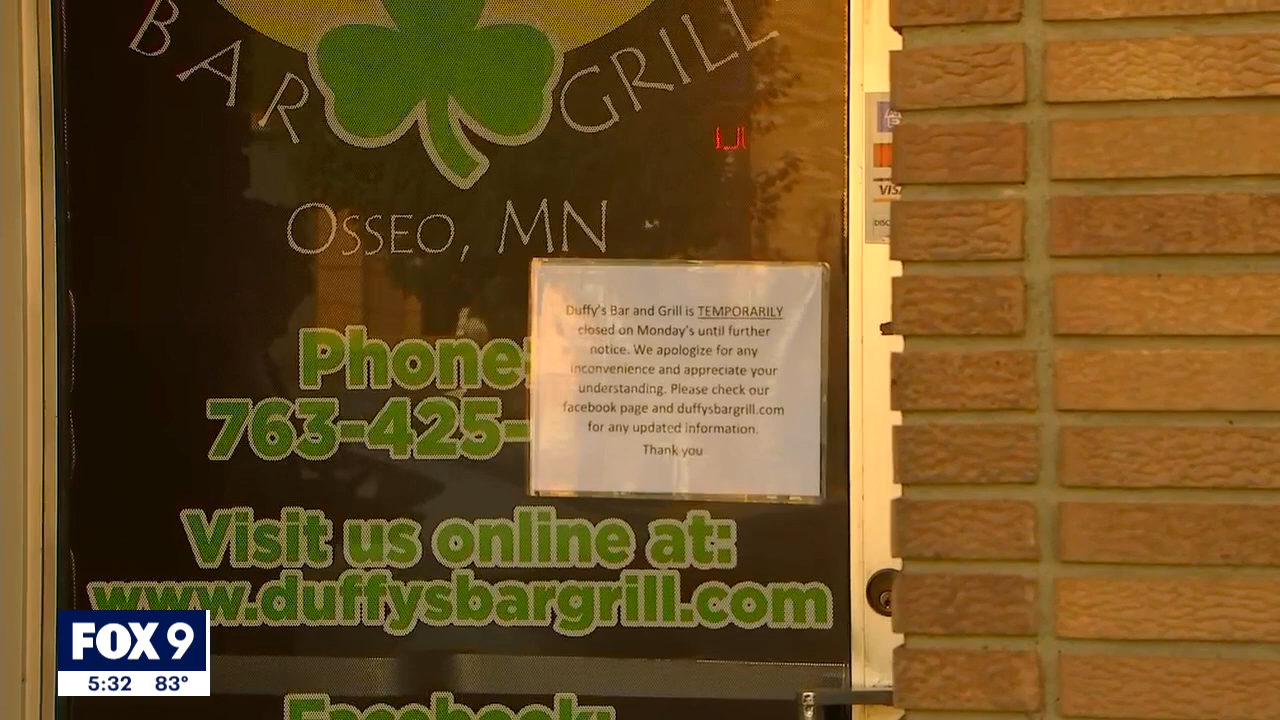 BAR GRILL
OSSEO, MN
Duffy's Bar and Grill is TEMPORARILY
closed on Monday's until further
notice. We apologize for any
inconvenience and appreciate your
understanding. Please check our
facebook page and duffysbargrill.com
for any updated information.
Thank you
Phone:
763-425-
Visit us online at:
www.duffysbargrill.com
Facebook:
VISA
DISC
FOX 9
5:32 83°